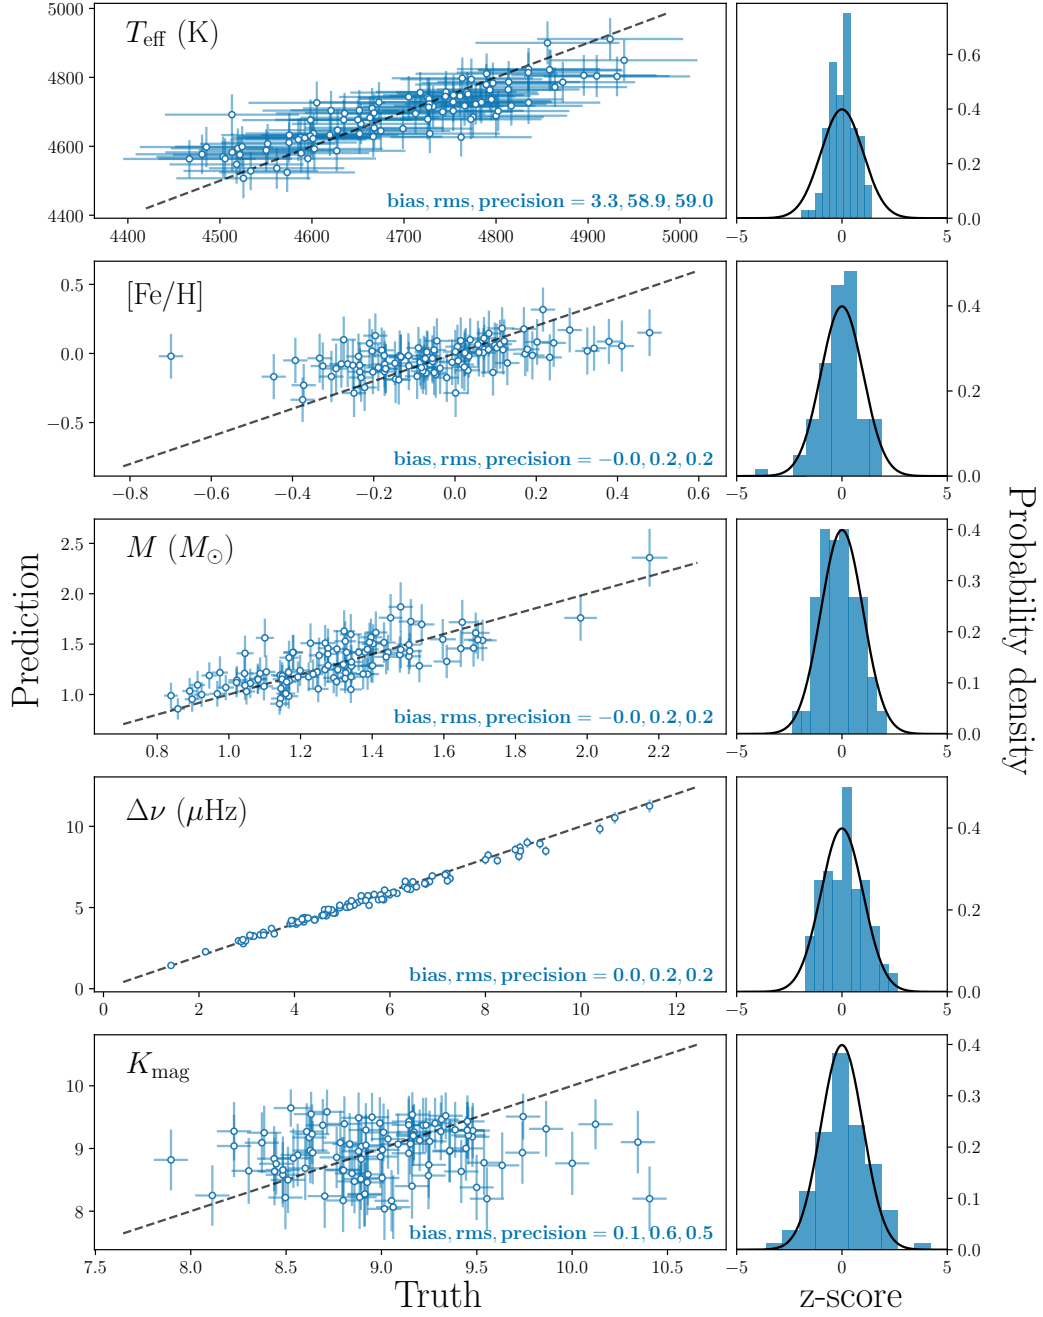 5000
4800
4600
4400
T_eff (K)
bias, rms, precision = 3.3, 58.9, 59.0
4400 4500 4600 4700 4800 4900 5000
0.6
0.4
0.2
0.0
−5 0 5
0.5
0.0
−0.5
[Fe/H]
bias, rms, precision = −0.0, 0.2, 0.2
−0.8 −0.6 −0.4 −0.2 0.0 0.2 0.4 0.6
0.4
0.2
0.0
−5 0 5
2.5
2.0
1.5
1.0
M (M_⊙)
bias, rms, precision = −0.0, 0.2, 0.2
0.8 1.0 1.2 1.4 1.6 1.8 2.0 2.2
0.4
0.3
0.2
0.1
0.0
−5 0 5
10
5
0
Δν (μHz)
bias, rms, precision = 0.0, 0.2, 0.2
0 2 4 6 8 10 12
0.4
0.2
0.0
−5 0 5
10
9
8
K_mag
bias, rms, precision = 0.1, 0.6, 0.5
7.5 8.0 8.5 9.0 9.5 10.0 10.5
0.4
0.3
0.2
0.1
0.0
−5 0 5
Prediction
Probability density
Truth
z-score